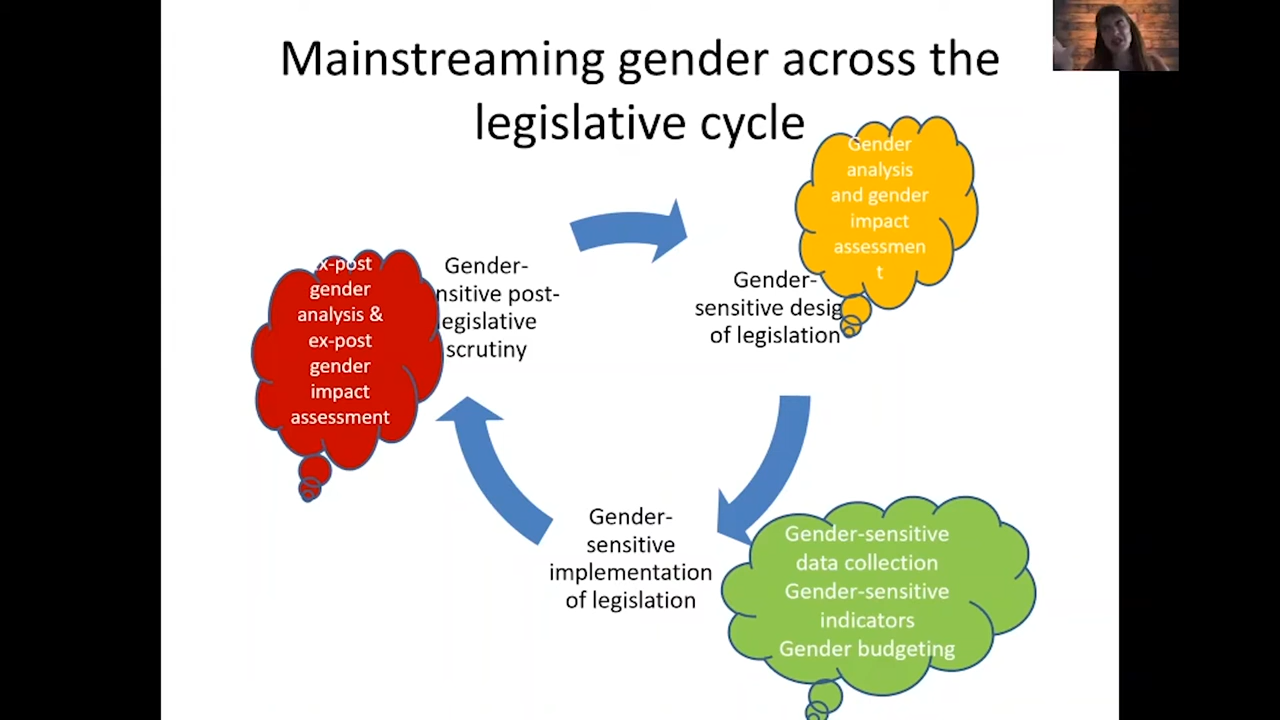 Mainstreaming gender across the
legislative cycle
Gender
analysis
and gender
impact
assessmen
t
Gender-
sensitive desig
of legislation
Gender-sensitive
data collection
Gender-sensitive
indicators
Gender budgeting
Gender-
sensitive
implementation
of legislation
Gender-
nsitive post-
legislative
scrutiny
ex-post
gender
analysis &
ex-post
gender
impact
assessment